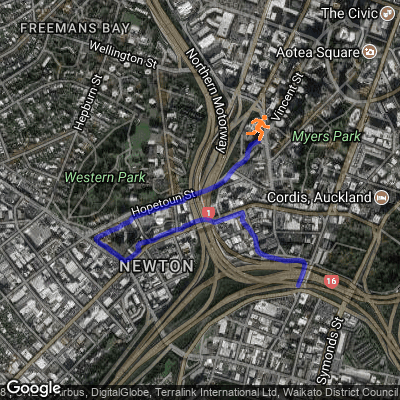 The Civic
FREEMANS BAY
Wellington St
Aotea Square
Northern Motorway
Hepburn St
Vincent St
Myers Park
Western Park
Hopetoun St
Cordis, Auckland
1
NEWTON
16
Symonds St
Google
Airbus, DigitalGlobe, Terralink International Ltd, Waikato District Council